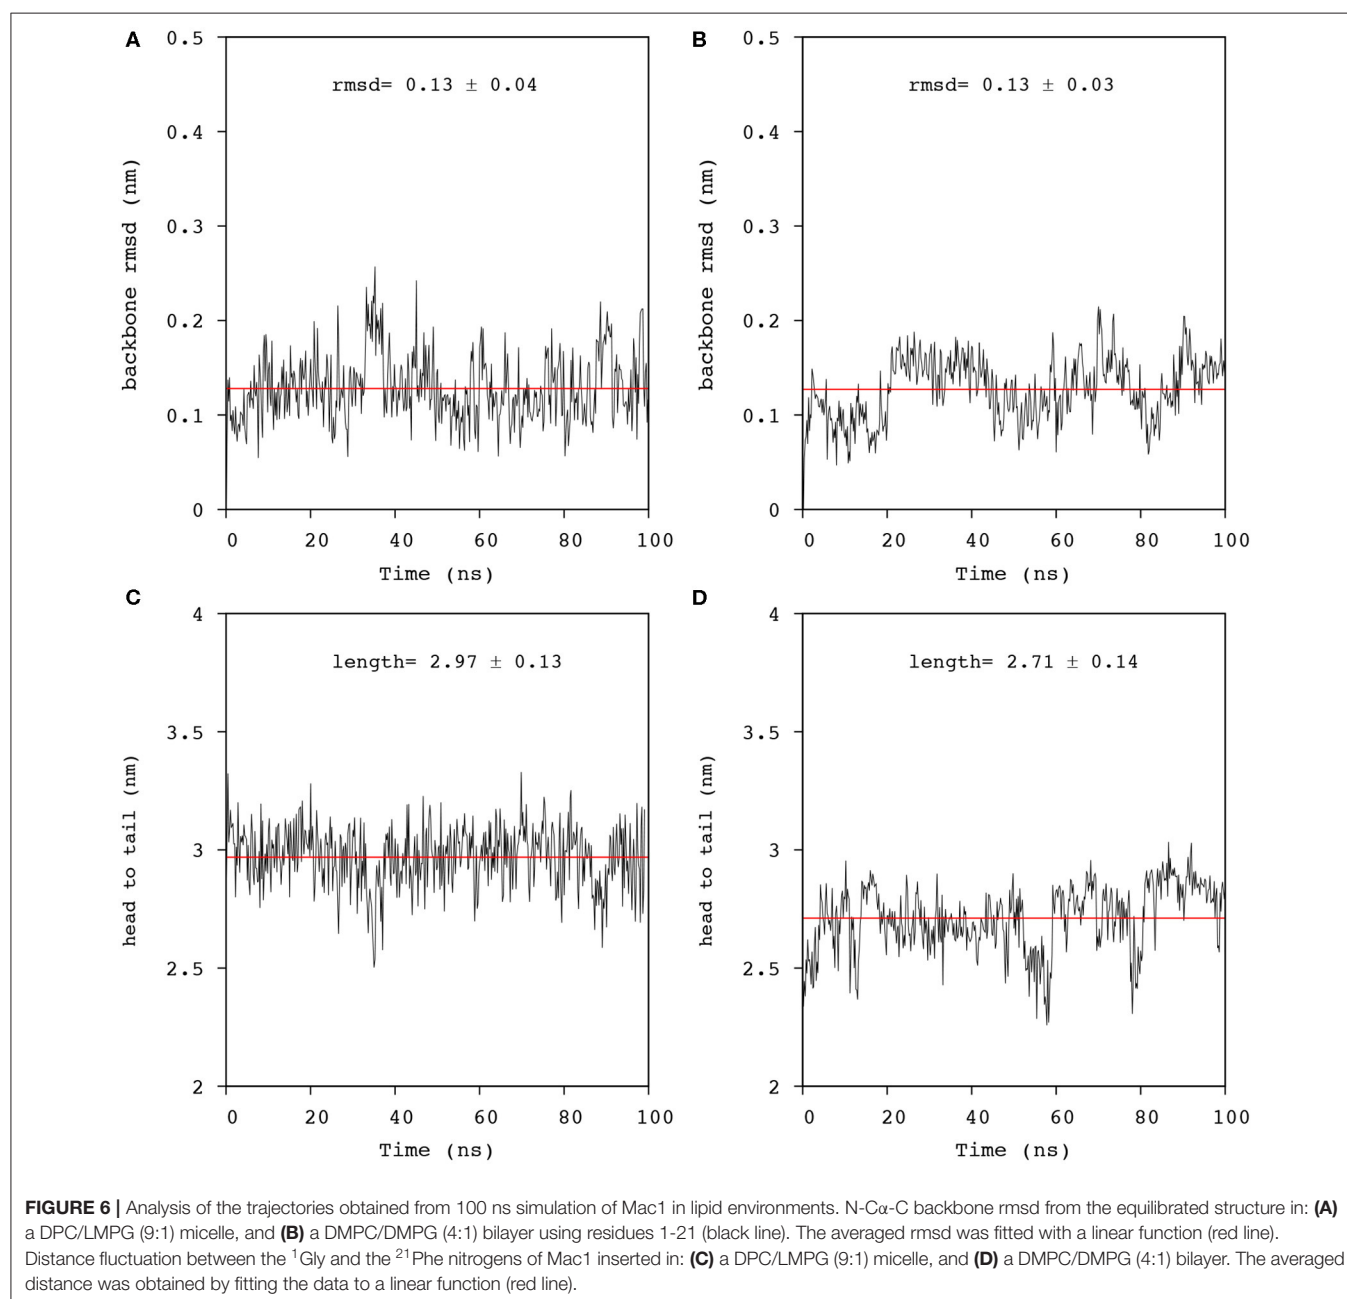 A
B
0.5
0.4
0.3
0.2
0.1
0
backbone rmsd (nm)
rmsd= 0.13 ± 0.04
0 20 40 60 80 100
Time (ns)
0.5
0.4
0.3
0.2
0.1
0
backbone rmsd (nm)
rmsd= 0.13 ± 0.03
0 20 40 60 80 100
Time (ns)
C
D
4
3.5
3
2.5
2
head to tail (nm)
length= 2.97 ± 0.13
0 20 40 60 80 100
Time (ns)
4
3.5
3
2.5
2
head to tail (nm)
length= 2.71 ± 0.14
0 20 40 60 80 100
Time (ns)
FIGURE 6 | Analysis of the trajectories obtained from 100 ns simulation of Mac1 in lipid environments. N-Cα-C backbone rmsd from the equilibrated structure in: (A)
a DPC/LMPG (9:1) micelle, and (B) a DMPC/DMPG (4:1) bilayer using residues 1-21 (black line). The averaged rmsd was fitted with a linear function (red line).
Distance fluctuation between the ¹Gly and the ²¹Phe nitrogens of Mac1 inserted in: (C) a DPC/LMPG (9:1) micelle, and (D) a DMPC/DMPG (4:1) bilayer. The averaged
distance was obtained by fitting the data to a linear function (red line).